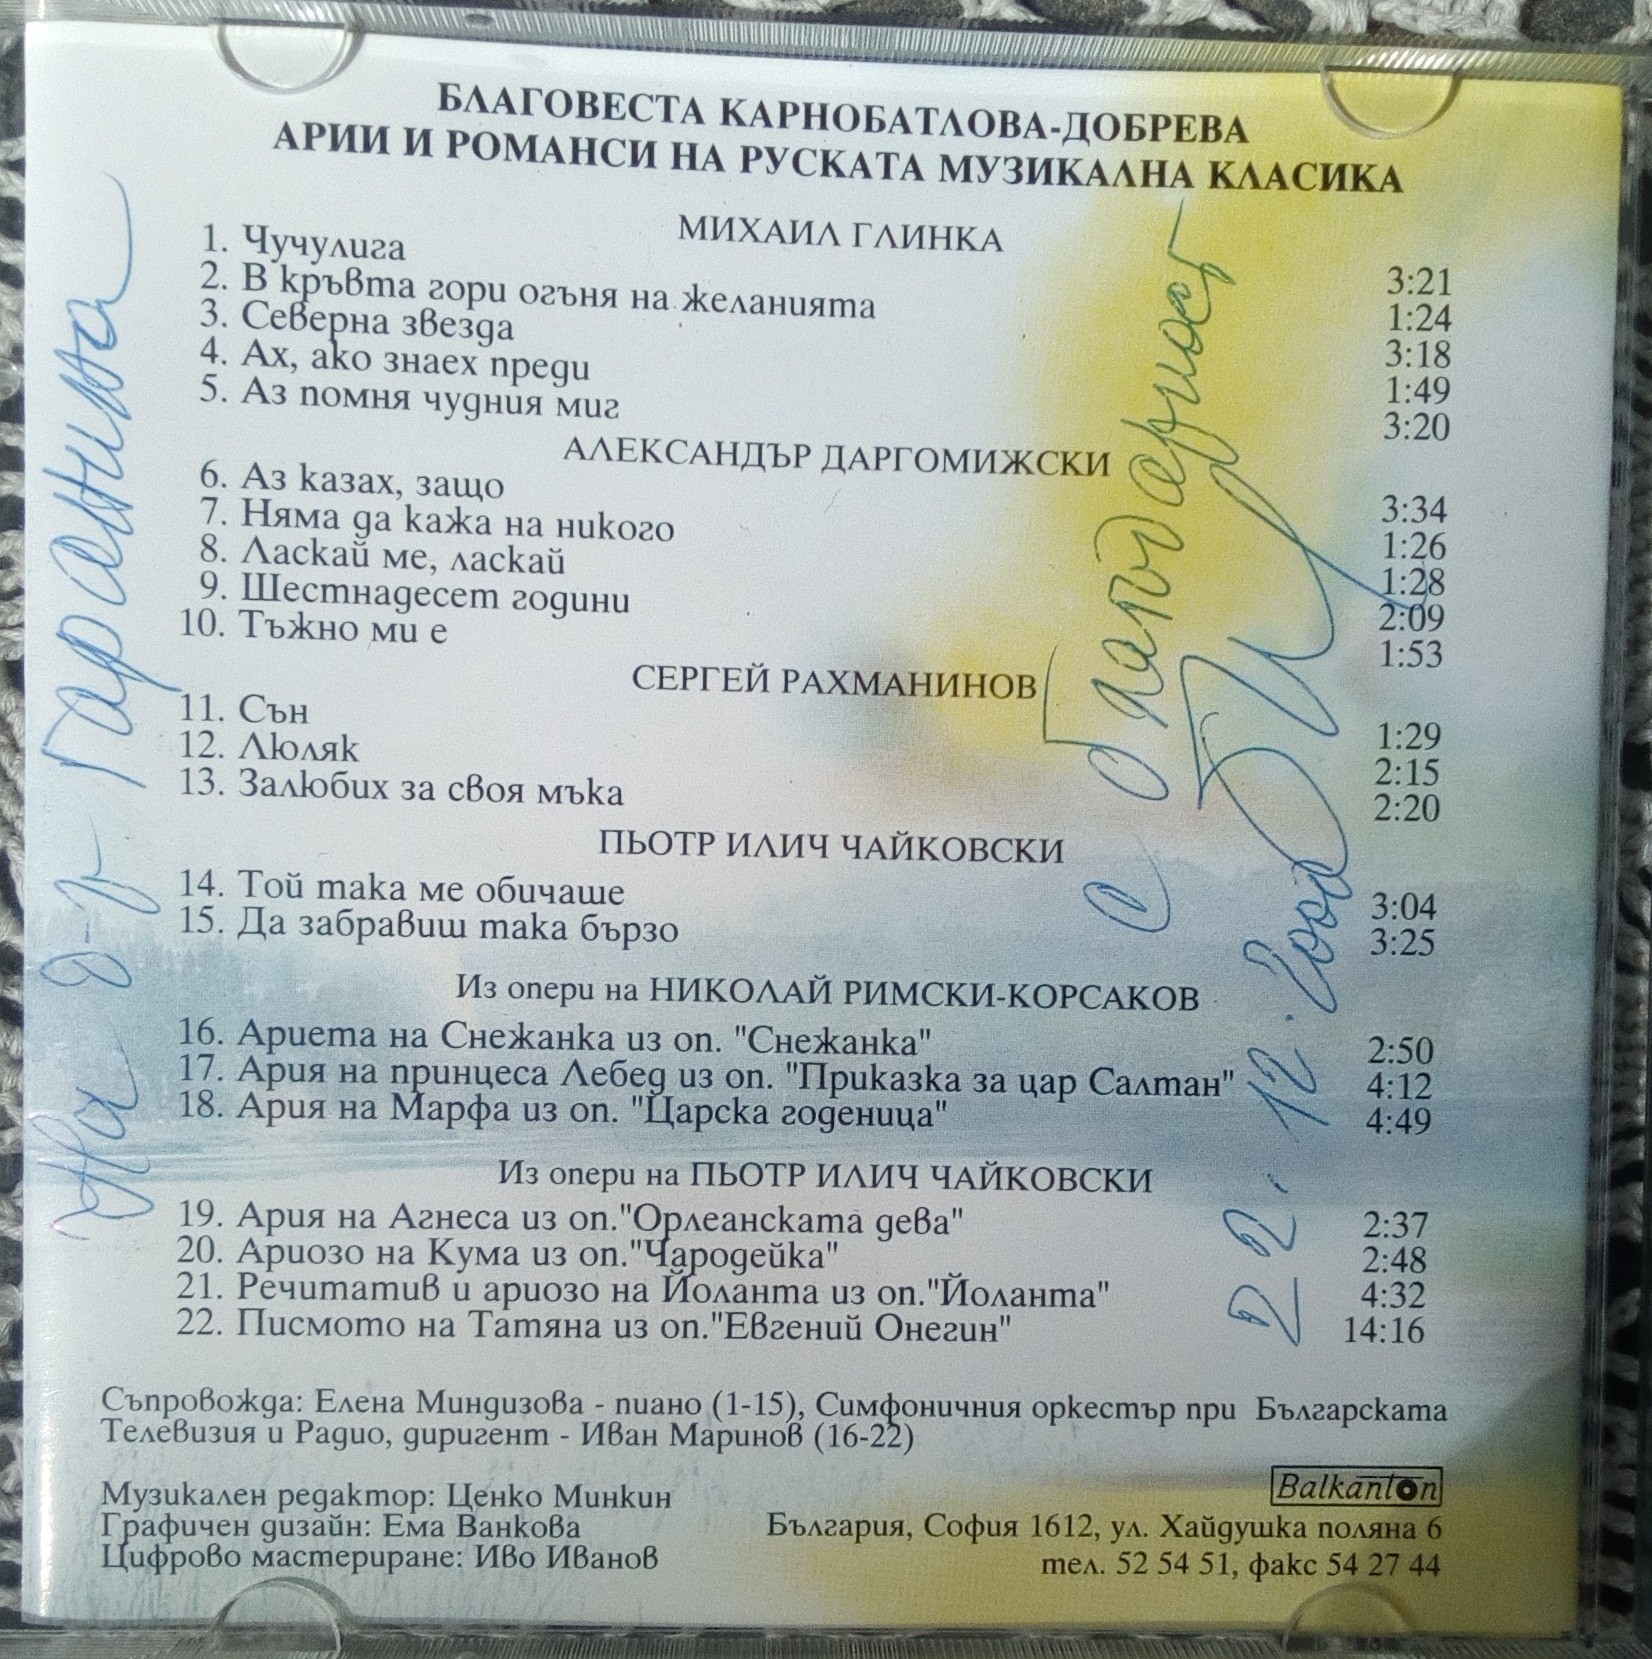 БЛАГОВЕСТА КАРНОБАТЛОВА-ДОБРЕВА
АРИИ И РОМАНСИ НА РУСКАТА МУЗИКАЛНА КЛАСИКА
МИХАИЛ ГЛИНКА
1. Чучулига 3:21
2. В кръвта гори огъня на желанията 1:24
3. Северна звезда 3:18
4. Ах, ако знаех преди 1:49
5. Аз помня чудния миг 3:20
АЛЕКСАНДЪР ДАРГОМИЖСКИ
6. Аз казах, защо 3:34
7. Няма да кажа на никого 1:26
8. Ласкай ме, ласкай 1:28
9. Шестнадесет години 2:09
10. Тъжно ми е 1:53
СЕРГЕЙ РАХМАНИНОВ
11. Сън 1:29
12. Люляк 2:15
13. Залюбих за своя мъка 2:20
ПЬОТР ИЛИЧ ЧАЙКОВСКИ
14. Той така ме обичаше 3:04
15. Да забравиш така бързо 3:25
Из опери на НИКОЛАЙ РИМСКИ-КОРСАКОВ
16. Ариета на Снежанка из оп. "Снежанка" 2:50
17. Ария на принцеса Лебед из оп. "Приказка за цар Салтан" 4:12
18. Ария на Марфа из оп. "Царска годеница" 4:49
Из опери на ПЬОТР ИЛИЧ ЧАЙКОВСКИ
19. Ария на Агнеса из оп."Орлеанската дева" 2:37
20. Ариозо на Кума из оп."Чародейка" 2:48
21. Речитатив и ариозо на Йоланта из оп."Йоланта" 4:32
22. Писмото на Татяна из оп."Евгений Онегин" 14:16
Съпровожда: Елена Миндизова - пиано (1-15), Симфоничния оркестър при Българската
Телевизия и Радио, диригент - Иван Маринов (16-22)
Музикален редактор: Ценко Минкин
Графичен дизайн: Ема Ванкова
Цифрово мастериране: Иво Иванов
Balkanton
България, София 1612, ул. Хайдушка поляна 6
тел. 52 54 51, факс 54 27 44
На д-р
С благодарност
22.12.2000